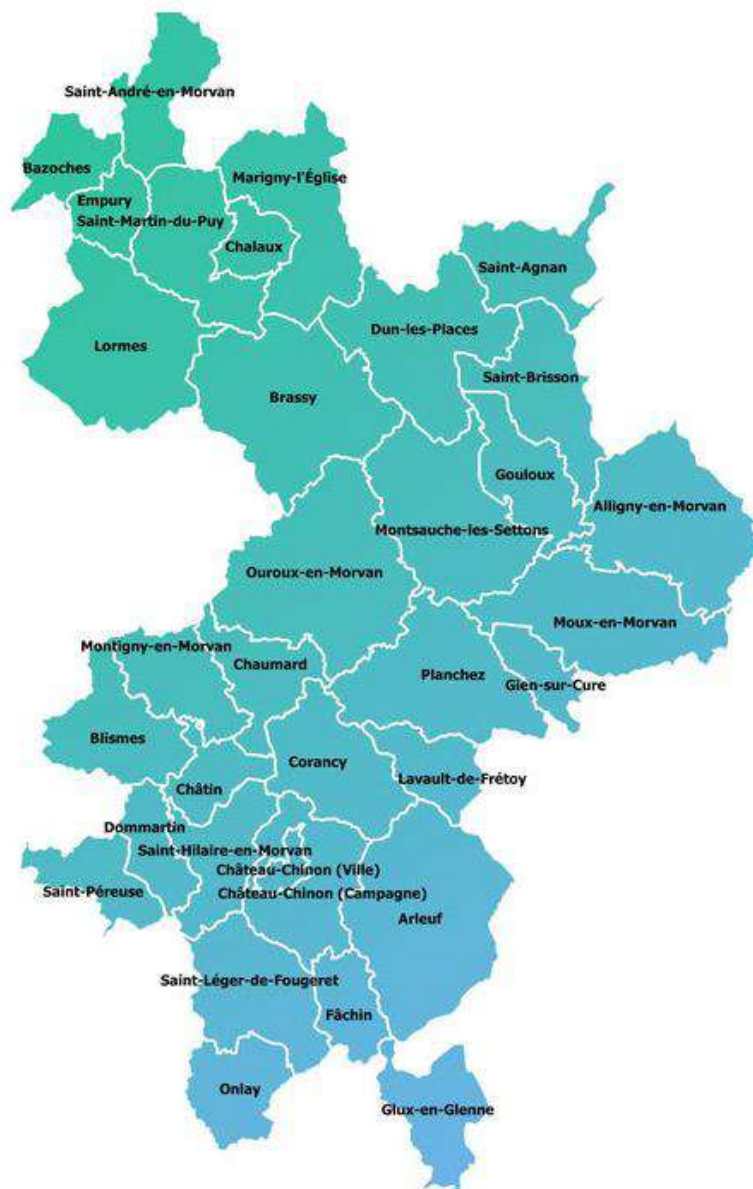 Saint-André-en-Morvan
Bazoches
Marigny-l'Église
Empury
Saint-Martin-du-Puy
Chalaux
Saint-Agnan
Dun-les-Places
Lormes
Saint-Brisson
Brassy
Gouloux
Alligny-en-Morvan
Montsauche-les-Settons
Ouroux-en-Morvan
Moux-en-Morvan
Montigny-en-Morvan
Chaumard
Planchez
Gien-sur-Cure
Blismes
Corancy
Châtin
Lavault-de-Frétoy
Dommartin
Saint-Hilaire-en-Morvan
Château-Chinon (Ville)
Saint-Péreuse
Château-Chinon (Campagne)
Arleuf
Saint-Léger-de-Fougeret
Fâchin
Onlay
Glux-en-Glenne